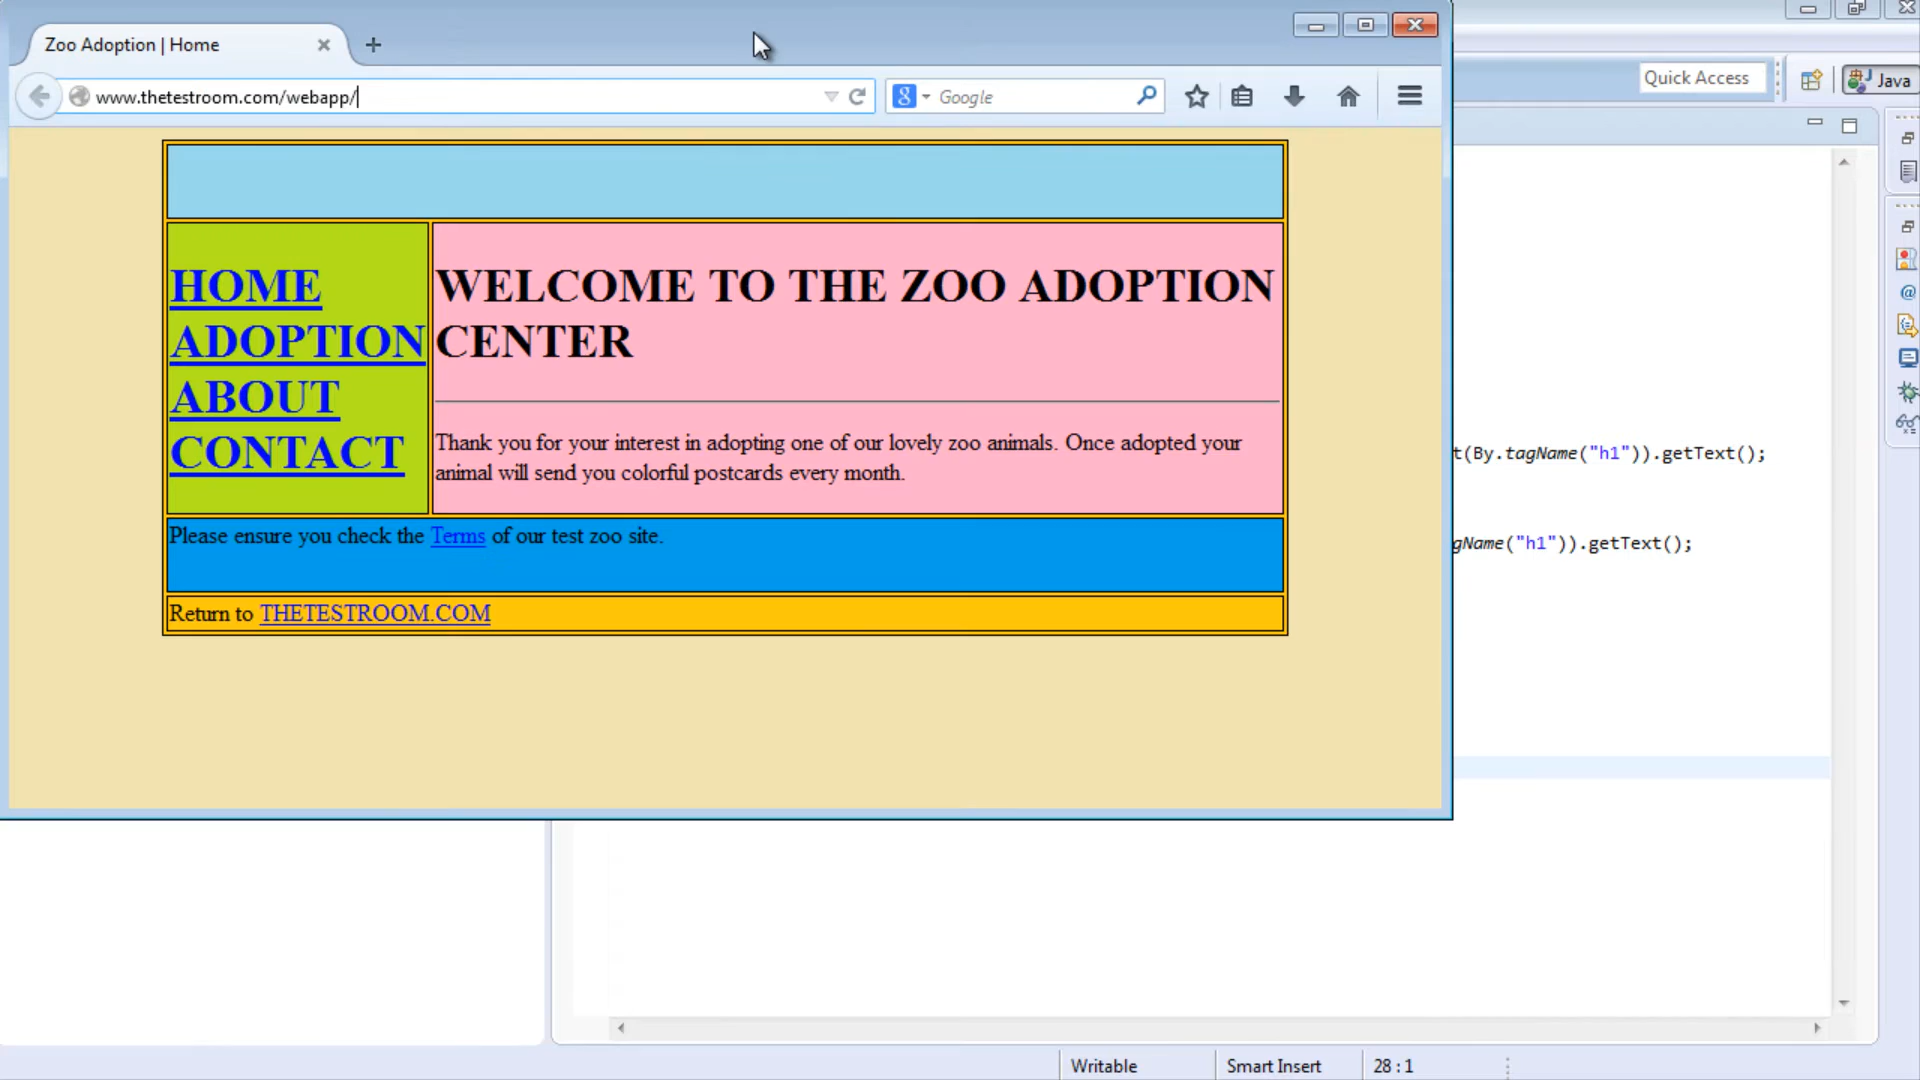 Zoo Adoption | Home
www.thetestroom.com/webapp/
Google
Quick Access
Java
HOME
ADOPTION
ABOUT
CONTACT
WELCOME TO THE ZOO ADOPTION
CENTER
Thank you for your interest in adopting one of our lovely zoo animals. Once adopted your
animal will send you colorful postcards every month.
Please ensure you check the Terms of our test zoo site.
Return to THETESTROOM.COM
t(By.tagName("h1")).getText();
gName("h1")).getText();
Writable
Smart Insert
28 : 1